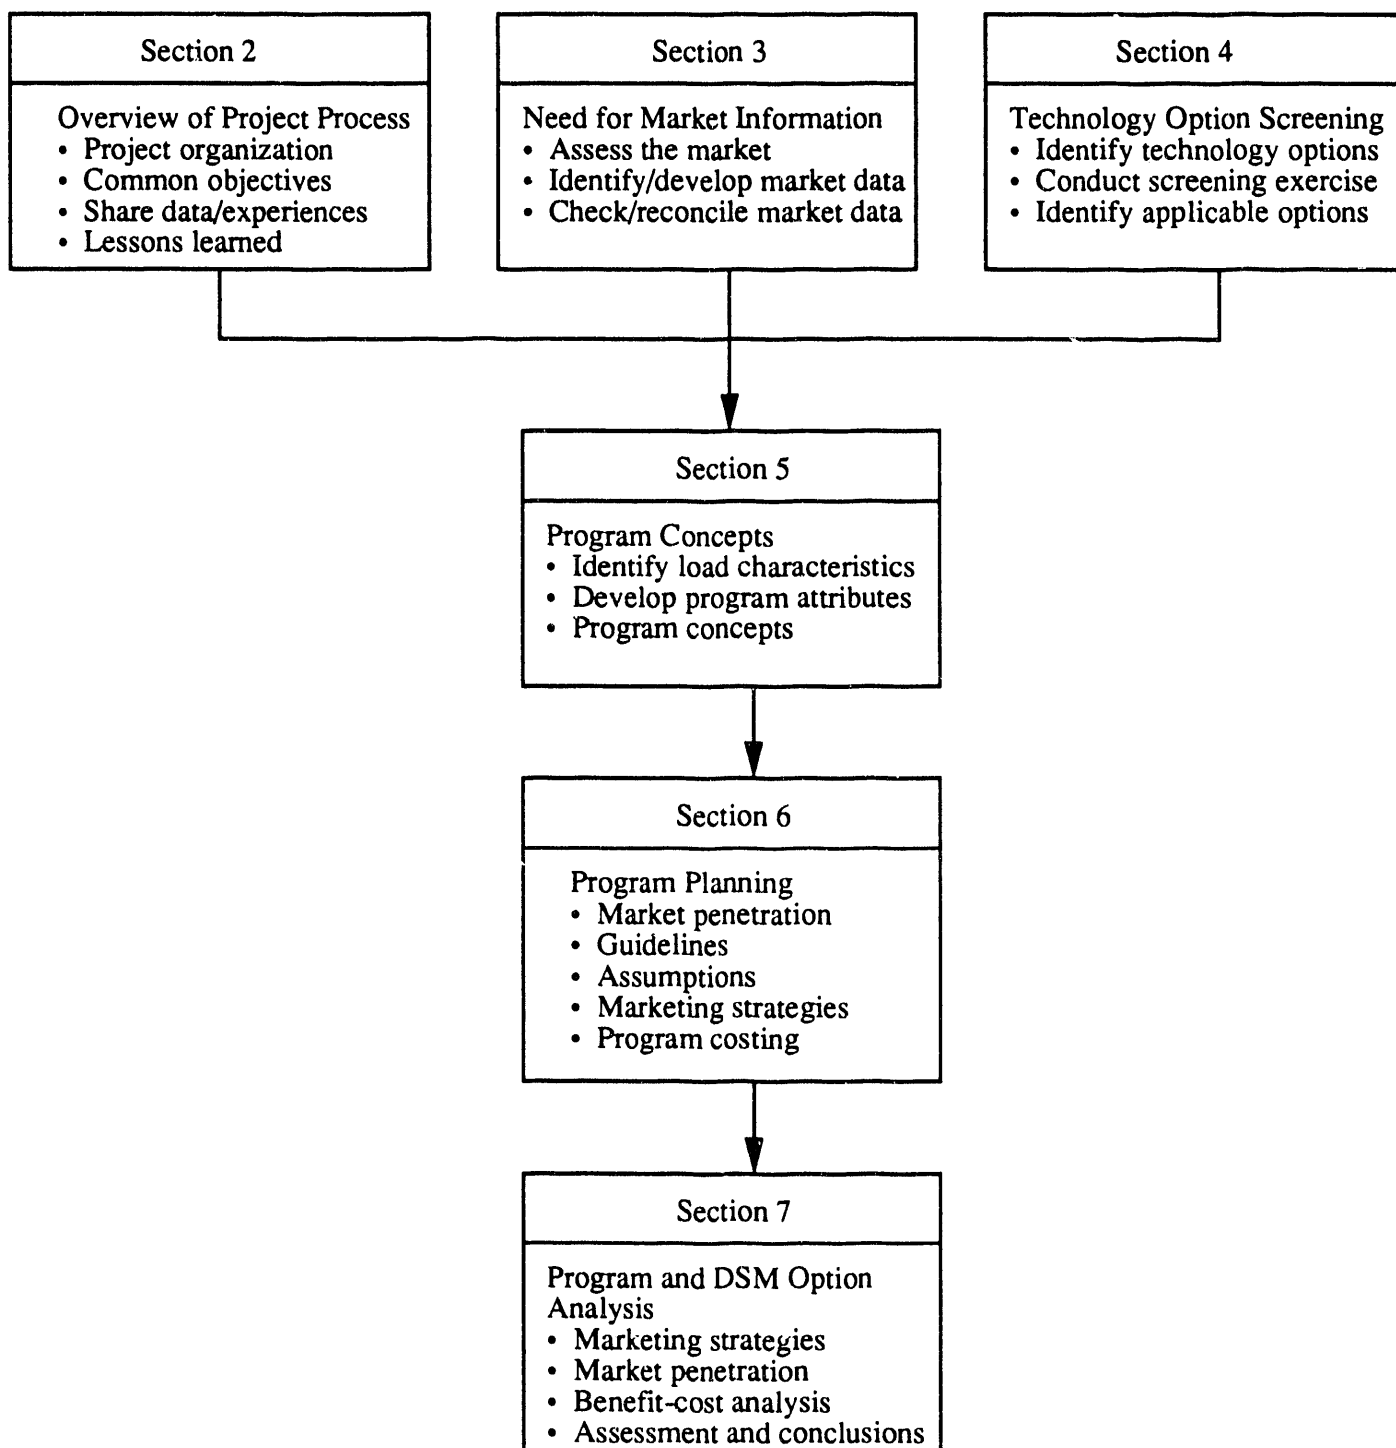 Section 2
Overview of Project Process
• Project organization
• Common objectives
• Share data/experiences
• Lessons learned
Section 3
Need for Market Information
• Assess the market
• Identify/develop market data
• Check/reconcile market data
Section 4
Technology Option Screening
• Identify technology options
• Conduct screening exercise
• Identify applicable options
Section 5
Program Concepts
• Identify load characteristics
• Develop program attributes
• Program concepts
Section 6
Program Planning
• Market penetration
• Guidelines
• Assumptions
• Marketing strategies
• Program costing
Section 7
Program and DSM Option
Analysis
• Marketing strategies
• Market penetration
• Benefit-cost analysis
• Assessment and conclusions